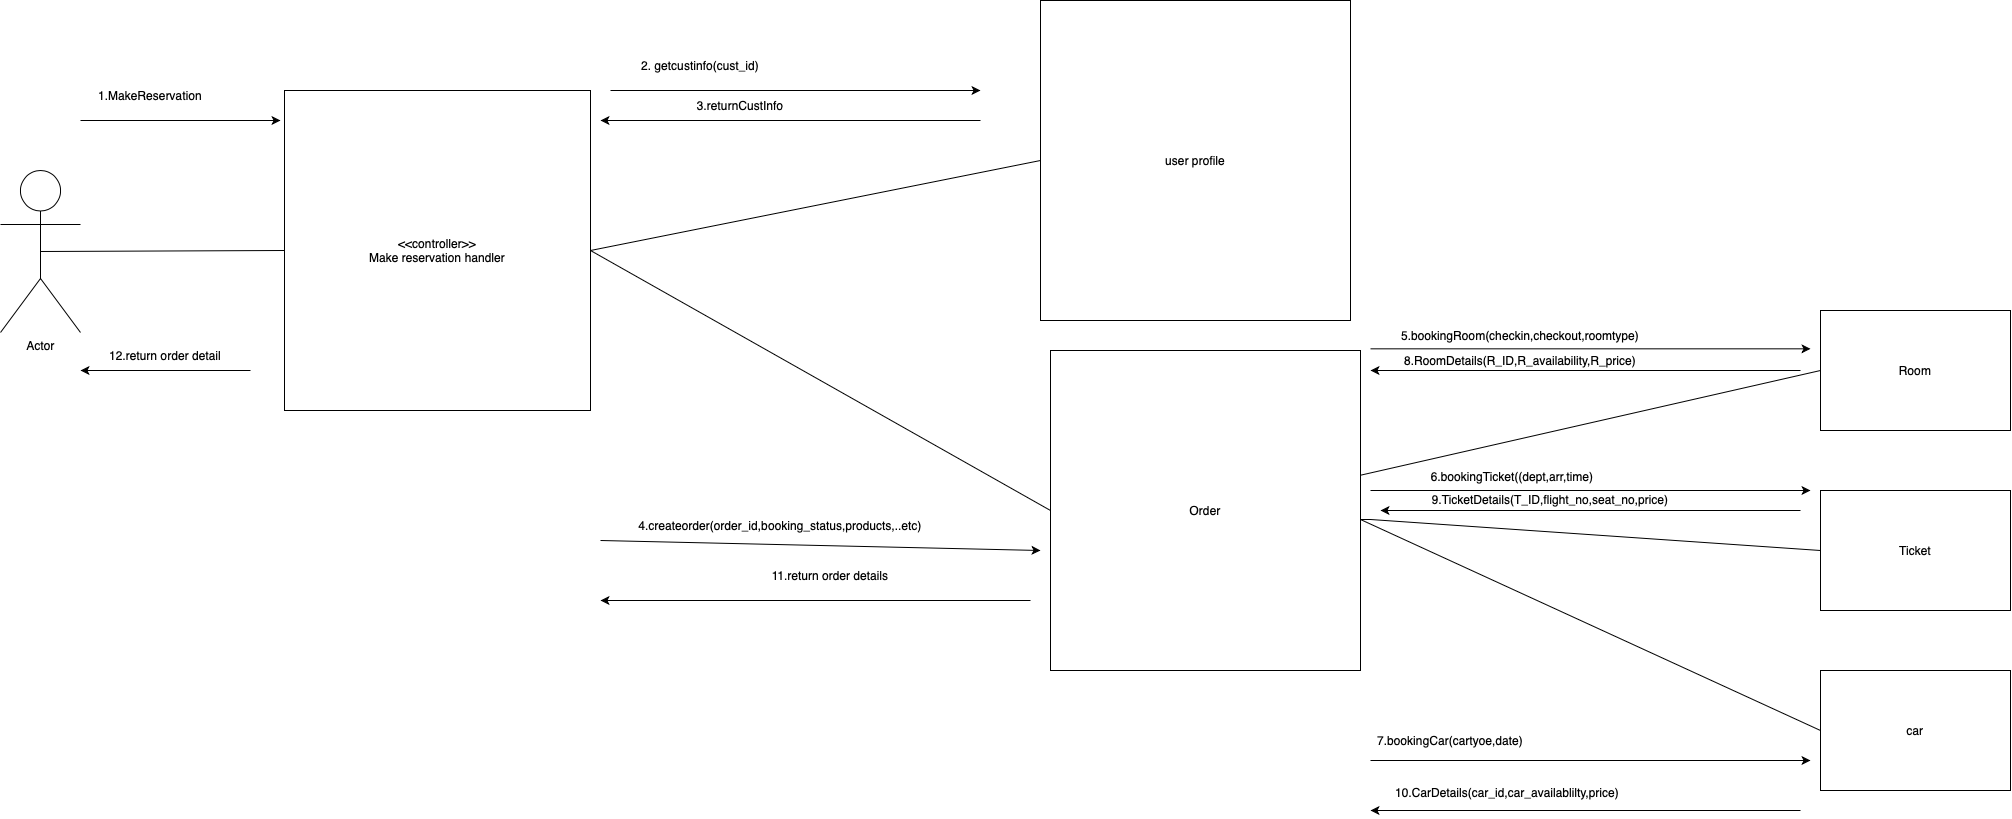 2. getcustinfo(cust_id)
1.MakeReservation
3.returnCustInfo
user profile
<<controller>>
Make reservation handler
Actor
12.return order detail
5.bookingRoom(checkin,checkout,roomtype)
8.RoomDetails(R_ID,R_availability,R_price)
Room
6.bookingTicket((dept,arr,time)
9.TicketDetails(T_ID,flight_no,seat_no,price)
Order
4.createorder(order_id,booking_status,products,..etc)
Ticket
11.return order details
car
7.bookingCar(cartyoe,date)
10.CarDetails(car_id,car_availablilty,price)